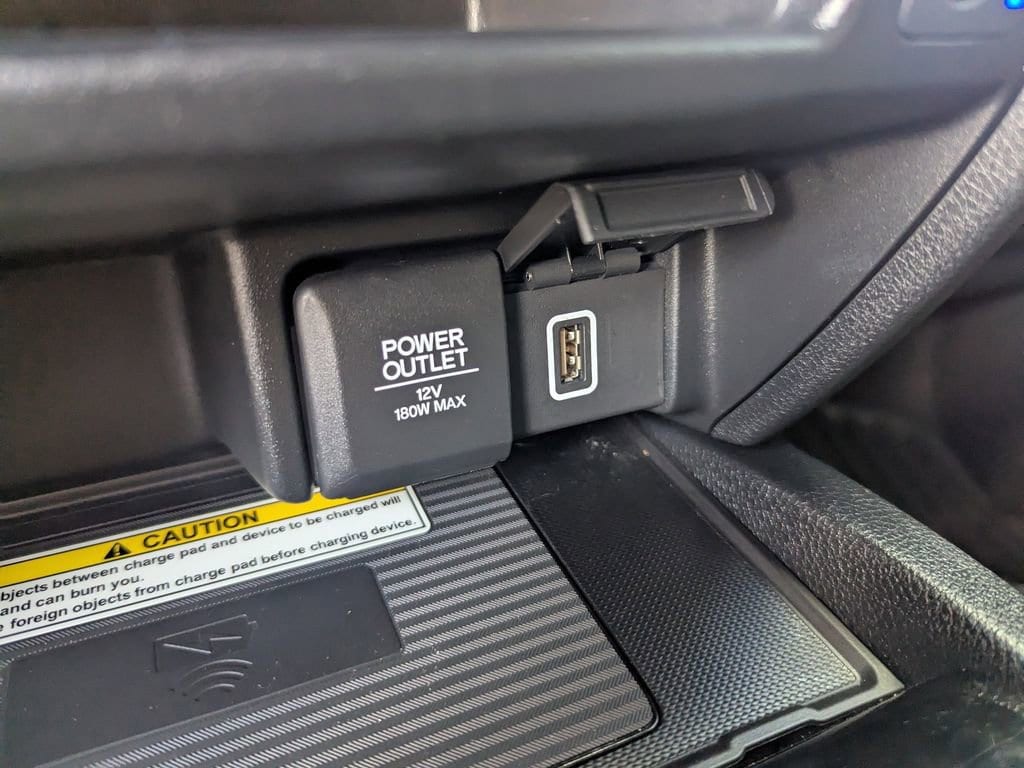 POWER
OUTLET
12V
180W MAX
CAUTION
objects between charge pad and device to be charged will
and can burn you.
foreign objects from charge pad before charging device.